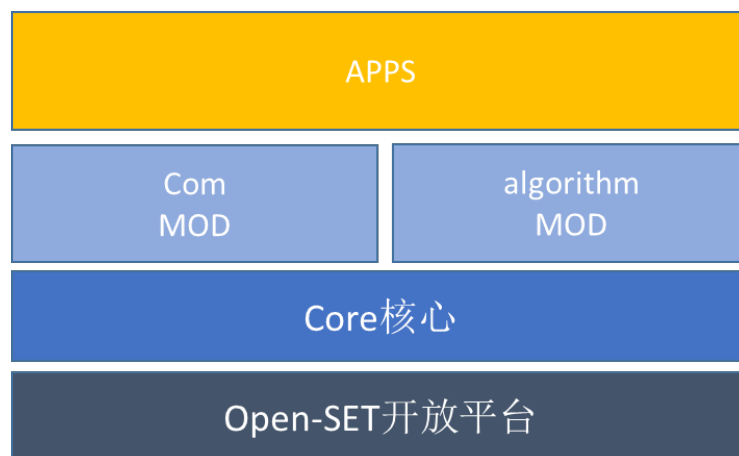 APPS
Com
MOD
algorithm
MOD
Core核心
Open-SET开放平台